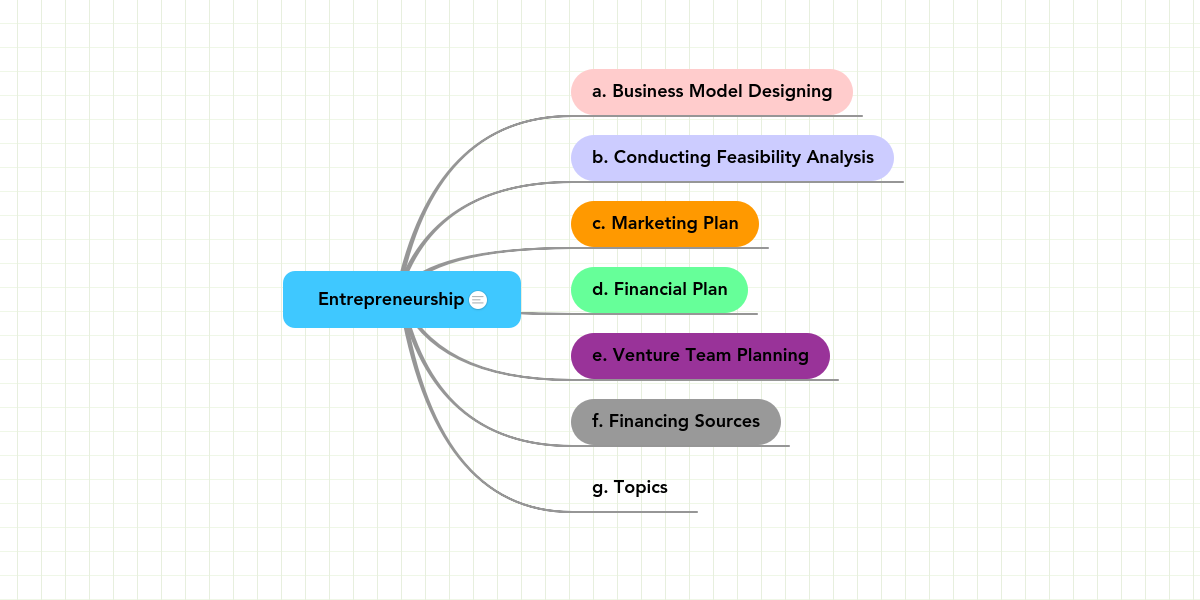 a. Business Model Designing
b. Conducting Feasibility Analysis
c. Marketing Plan
Entrepreneurship
d. Financial Plan
e. Venture Team Planning
f. Financing Sources
g. Topics